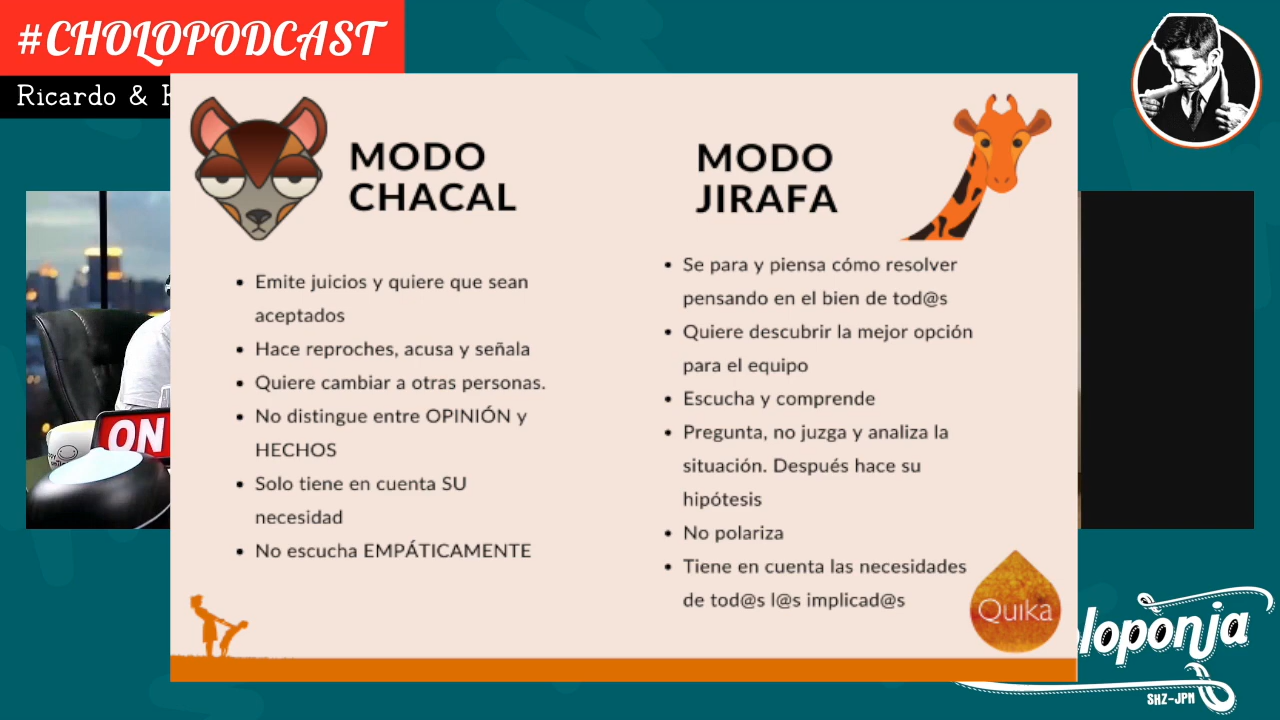 #CHOLOPODCAST
Ricardo &
MODO
CHACAL
• Emite juicios y quiere que sean
aceptados
• Hace reproches, acusa y señala
• Quiere cambiar a otras personas.
• No distingue entre OPINIÓN y
HECHOS
• Solo tiene en cuenta SU
necesidad
• No escucha EMPÁTICAMENTE
MODO
JIRAFA
• Se para y piensa cómo resolver
pensando en el bien de tod@s
• Quiere descubrir la mejor opción
para el equipo
• Escucha y comprende
• Pregunta, no juzga y analiza la
situación. Después hace su
hipótesis
• No polariza
• Tiene en cuenta las necesidades
de tod@s l@s implicad@s
Quika
ON
loponja
SHZ-JPN